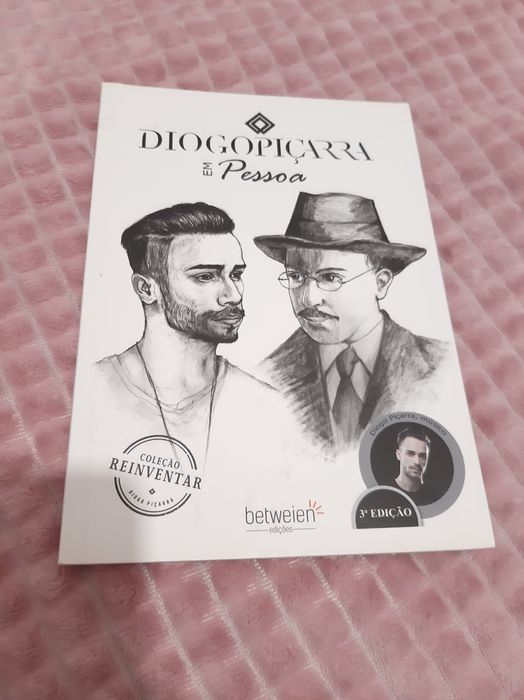 DIOGOPIÇARRA
EM
Pessoa
COLEÇÃO
REINVENTAR
DIOGO PIÇARRA
betweien
edições
Diogo Piçarra, músico
3ª EDIÇÃO